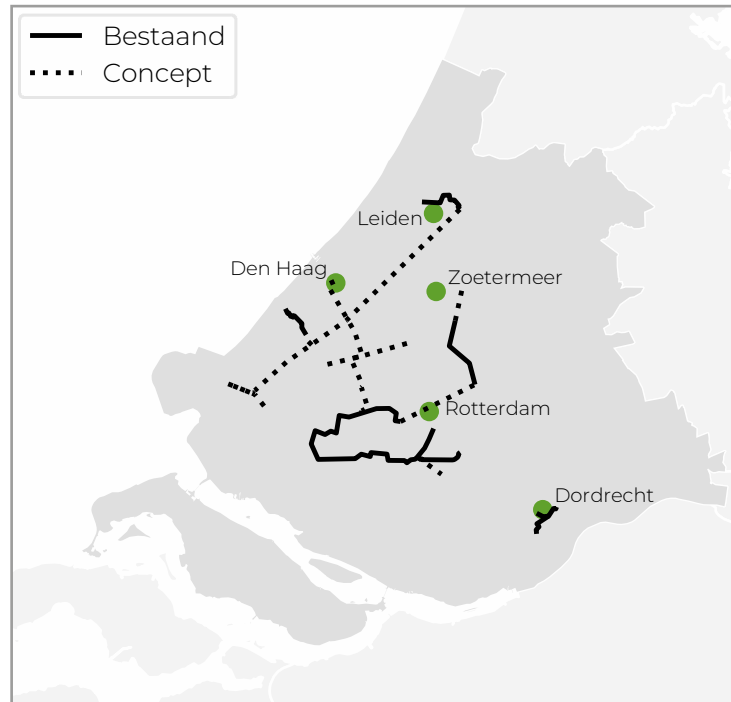 Bestaand
Concept
Leiden
Den Haag
Zoetermeer
Rotterdam
Dordrecht